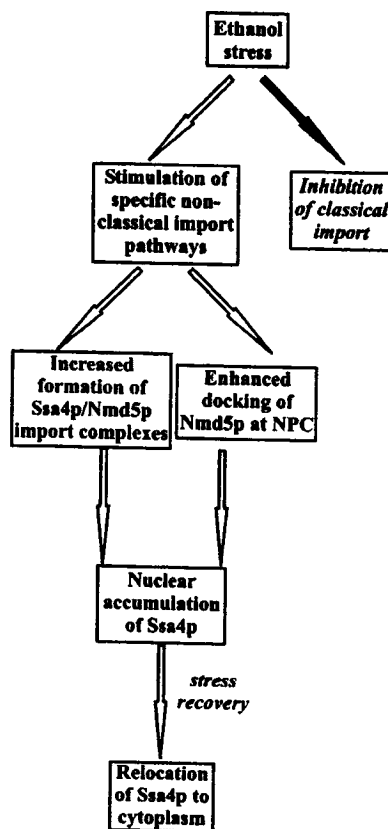 Ethanol
stress
Stimulation of
specific non-
classical import
pathways
Inhibition
of classical
import
Increased
formation of
Ssa4p/Nmd5p
import complexes
Enhanced
docking of
Nmd5p at NPC
Nuclear
accumulation
of Ssa4p
stress
recovery
Relocation
of Ssa4p to
cytoplasm